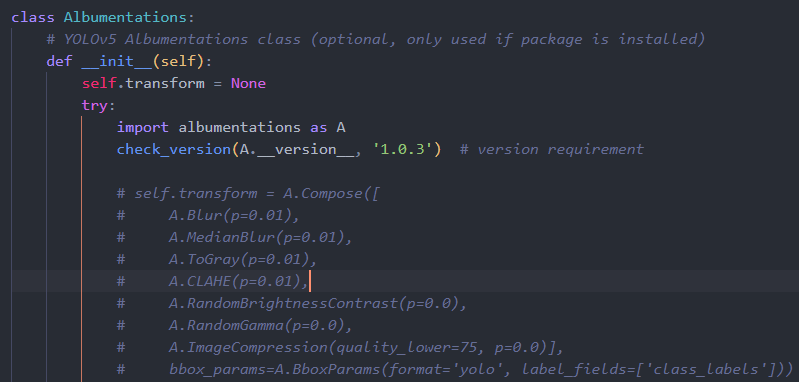 class Albumentations:
    # YOLOv5 Albumentations class (optional, only used if package is installed)
    def __init__(self):
        self.transform = None
        try:
            import albumentations as A
            check_version(A.__version__, '1.0.3')  # version requirement

            # self.transform = A.Compose([
            #     A.Blur(p=0.01),
            #     A.MedianBlur(p=0.01),
            #     A.ToGray(p=0.01),
            #     A.CLAHE(p=0.01),
            #     A.RandomBrightnessContrast(p=0.0),
            #     A.RandomGamma(p=0.0),
            #     A.ImageCompression(quality_lower=75, p=0.0)],
            #     bbox_params=A.BboxParams(format='yolo', label_fields=['class_labels']))